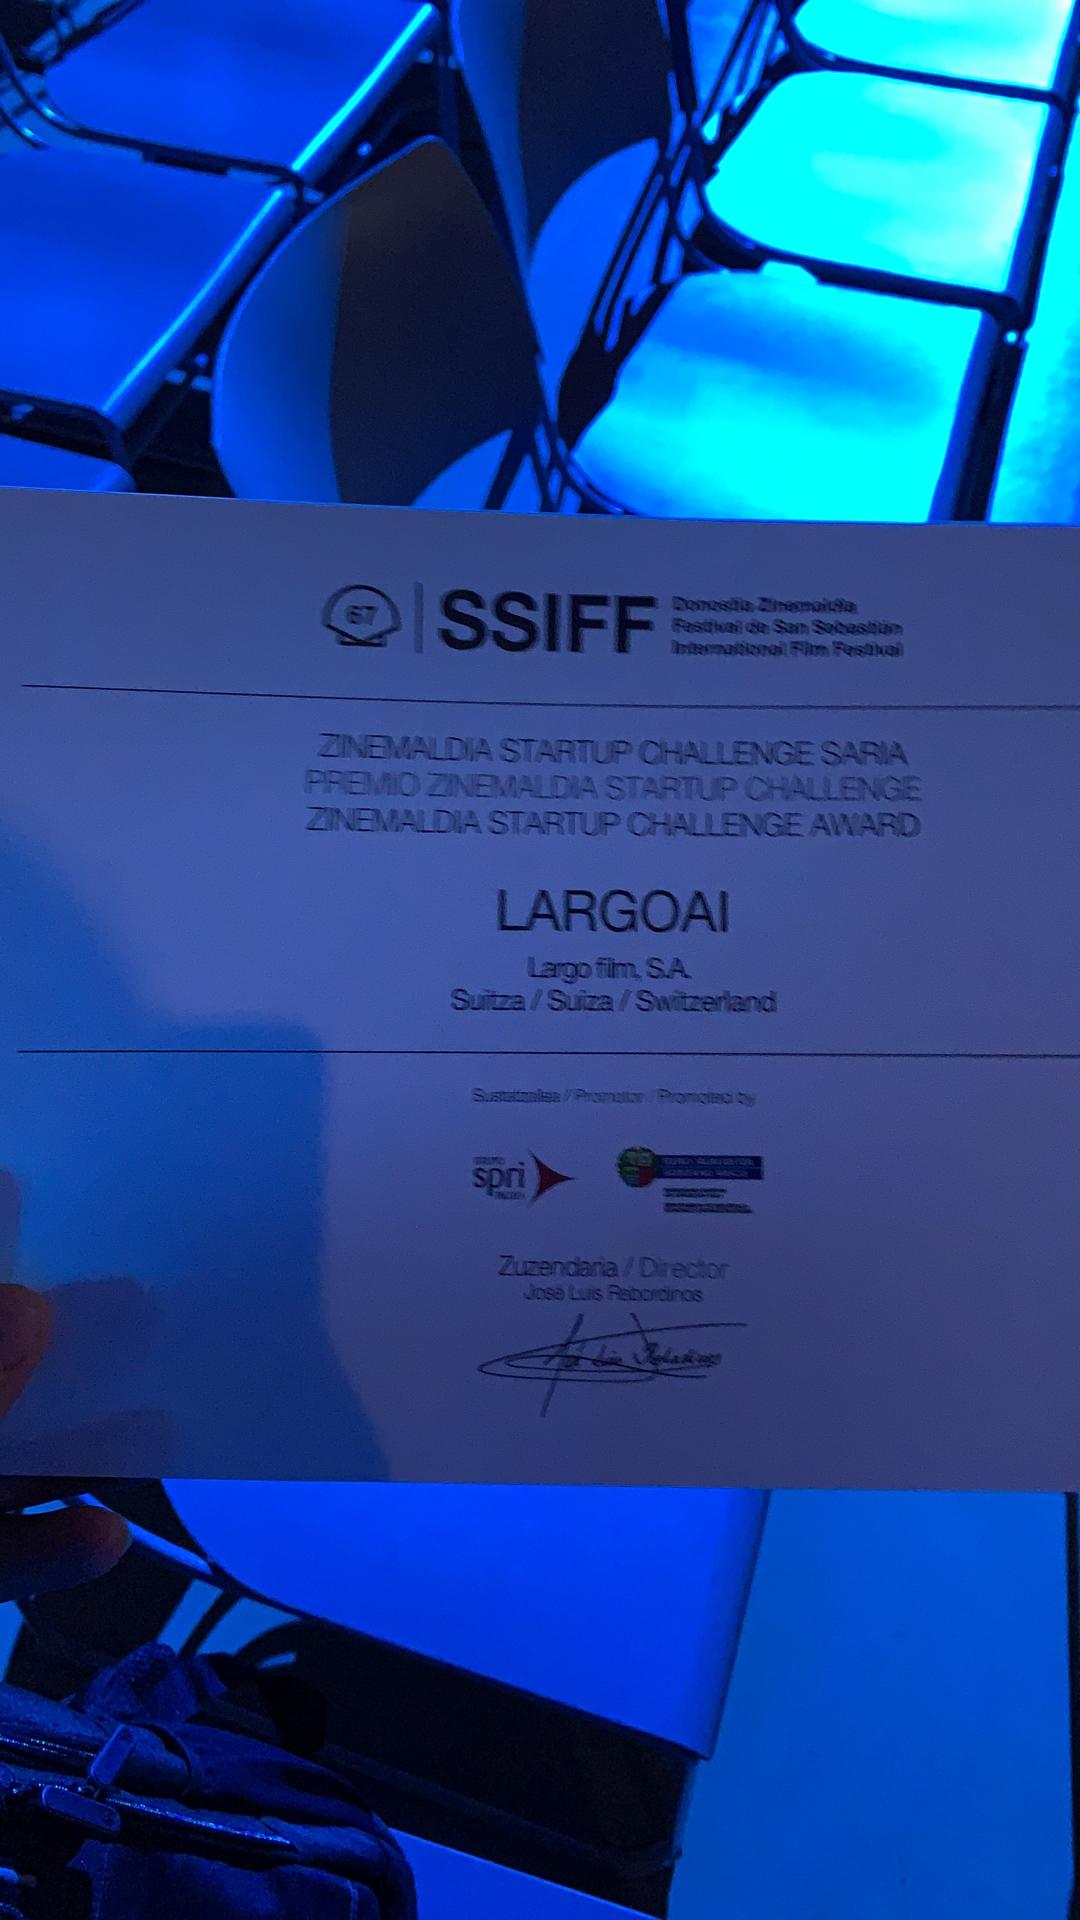 67
SSIFF
Donostia Zinemaldia
Festival de San Sebastián
International Film Festival
ZINEMALDIA STARTUP CHALLENGE SARIA
PREMIO ZINEMALDIA STARTUP CHALLENGE
ZINEMALDIA STARTUP CHALLENGE AWARD
LARGOAI
Largo film, S.A.
Suitza / Suiza / Switzerland
Sustatzailea / Promotor / Promoted by
spri
Zuzendaria / Director
José Luis Rebordinos